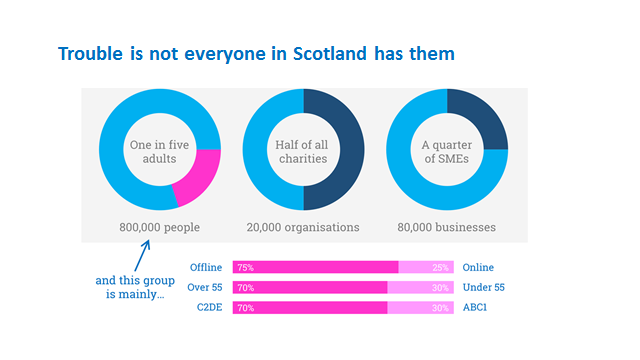 Trouble is not everyone in Scotland has them
One in five
adults
Half of all
charities
A quarter
of SMEs
800,000 people
20,000 organisations
80,000 businesses
and this group
is mainly...
Offline 75% 25% Online
Over 55 70% 30% Under 55
C2DE 70% 30% ABC1